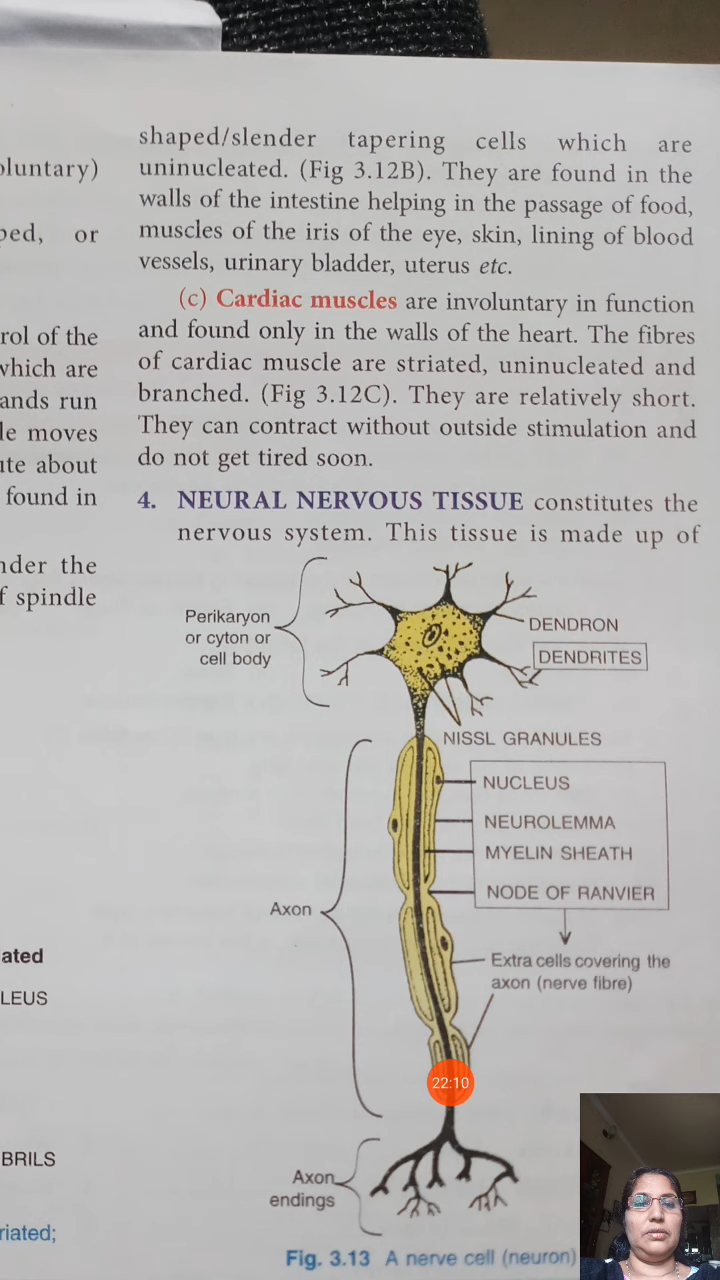 oluntary)
ped, or
rol of the
which are
ands run
le moves
ute about
found in
nder the
f spindle
ated
LEUS
BRILS
riated;
shaped/slender tapering cells which are
uninucleated. (Fig 3.12B). They are found in the
walls of the intestine helping in the passage of food,
muscles of the iris of the eye, skin, lining of blood
vessels, urinary bladder, uterus etc.
(c) Cardiac muscles are involuntary in function
and found only in the walls of the heart. The fibres
of cardiac muscle are striated, uninucleated and
branched. (Fig 3.12C). They are relatively short.
They can contract without outside stimulation and
do not get tired soon.
4. NEURAL NERVOUS TISSUE constitutes the
nervous system. This tissue is made up of
Perikaryon
or cyton or
cell body
DENDRON
DENDRITES
NISSL GRANULES
NUCLEUS
NEUROLEMMA
MYELIN SHEATH
NODE OF RANVIER
Axon
Extra cells covering the
axon (nerve fibre)
22:10
Axon
endings
Fig. 3.13 A nerve cell (neuron)